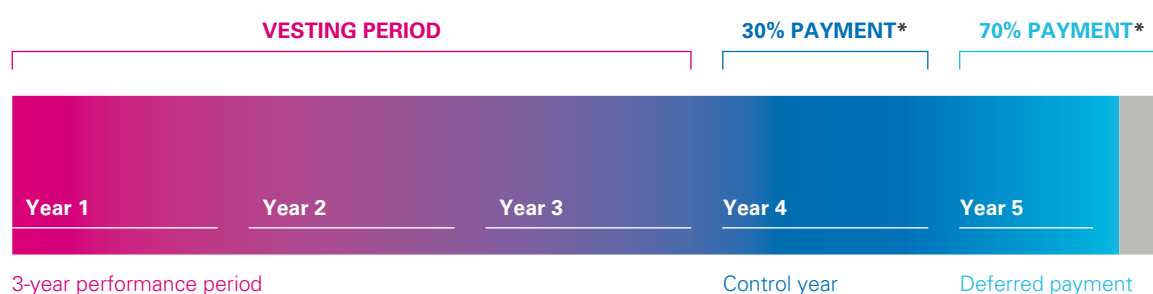 VESTING PERIOD 30% PAYMENT* 70% PAYMENT*
Year 1 Year 2 Year 3 Year 4 Year 5
3-year performance period Control year Deferred payment